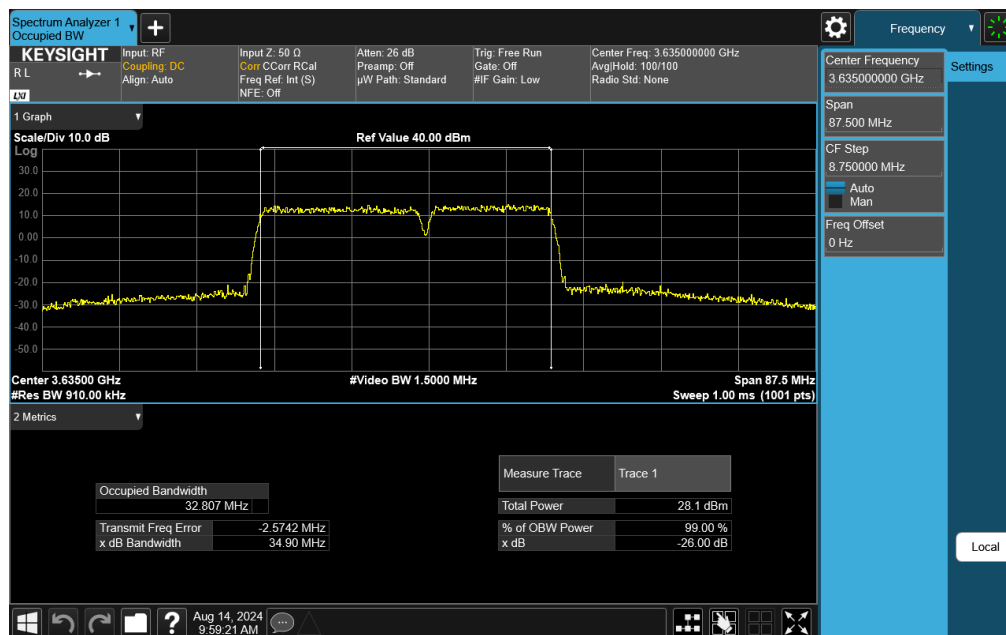 Spectrum Analyzer 1
Occupied BW
Frequency
KEYSIGHT
R L
LXI
Input: RF
Coupling: DC
Align: Auto
Input Z: 50 Ω
Corr CCorr RCal
Freq Ref: Int (S)
NFE: Off
Atten: 26 dB
Preamp: Off
µW Path: Standard
Trig: Free Run
Gate: Off
#IF Gain: Low
Center Freq: 3.635000000 GHz
Avg|Hold: 100/100
Radio Std: None
Center Frequency
3.635000000 GHz
Settings
Span
87.500 MHz
CF Step
8.750000 MHz
Auto
Man
Freq Offset
0 Hz
Local
1 Graph
Scale/Div 10.0 dB
Ref Value 40.00 dBm
Log
30.0
20.0
10.0
0.00
-10.0
-20.0
-30.0
-40.0
-50.0
Center 3.63500 GHz
#Video BW 1.5000 MHz
Span 87.5 MHz
#Res BW 910.00 kHz
Sweep 1.00 ms (1001 pts)
2 Metrics
Measure Trace Trace 1
Occupied Bandwidth
32.807 MHz
Total Power 28.1 dBm
Transmit Freq Error -2.5742 MHz
% of OBW Power 99.00 %
x dB Bandwidth 34.90 MHz
x dB -26.00 dB
?
Aug 14, 2024
9:59:21 AM